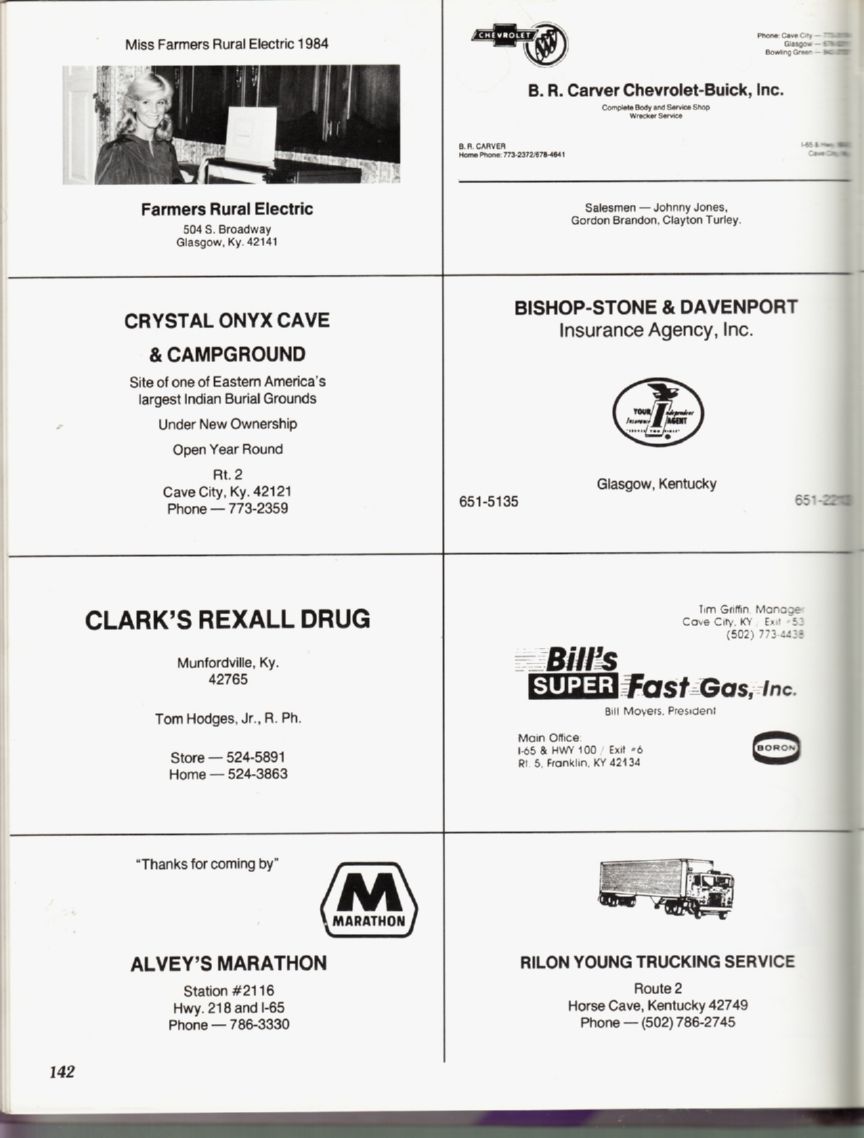 Miss Farmers Rural Electric 1984
Farmers Rural Electric
504 S. Broadway
Glasgow, Ky. 42141
CHEVROLET
Phone: Cave City —
Glasgow —
Bowling Green —
B. R. Carver Chevrolet-Buick, Inc.
Complete Body and Service Shop
Wrecker Service
B. R. CARVER
Home Phone: 773-2372/678-4641
I-65 & Hwy.
Cave City,
Salesmen — Johnny Jones,
Gordon Brandon, Clayton Turley.
CRYSTAL ONYX CAVE
& CAMPGROUND
Site of one of Eastern America's
largest Indian Burial Grounds
Under New Ownership
Open Year Round
Rt. 2
Cave City, Ky. 42121
Phone — 773-2359
BISHOP-STONE & DAVENPORT
Insurance Agency, Inc.
YOUR Independent
Insurance AGENT
Glasgow, Kentucky
651-5135
CLARK'S REXALL DRUG
Munfordville, Ky.
42765
Tom Hodges, Jr., R. Ph.
Store — 524-5891
Home — 524-3863
Tim Griffin, Manager
Cave City, KY / Exit #53
(502) 773-4438
Bill's
SUPER Fast Gas, Inc.
Bill Moyers, President
Main Office:
I-65 & HWY 100 / Exit #6
Rt. 5, Franklin, KY 42134
BORON
"Thanks for coming by"
M
MARATHON
ALVEY'S MARATHON
Station #2116
Hwy. 218 and I-65
Phone — 786-3330
RILON YOUNG TRUCKING SERVICE
Route 2
Horse Cave, Kentucky 42749
Phone — (502) 786-2745
142